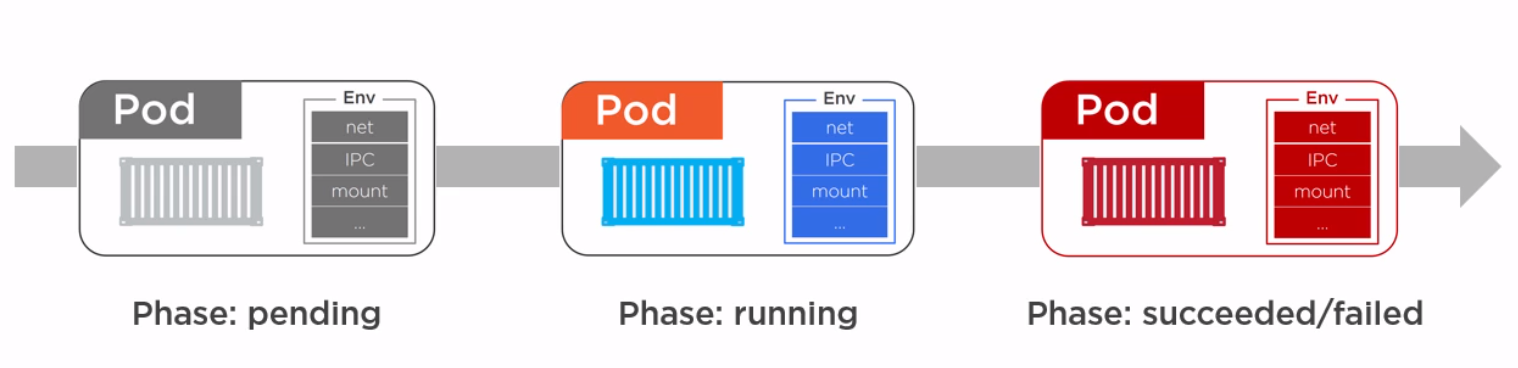 Pod
Env
net
IPC
mount
...
Phase: pending
Pod
Env
net
IPC
mount
...
Phase: running
Pod
Env
net
IPC
mount
...
Phase: succeeded/failed